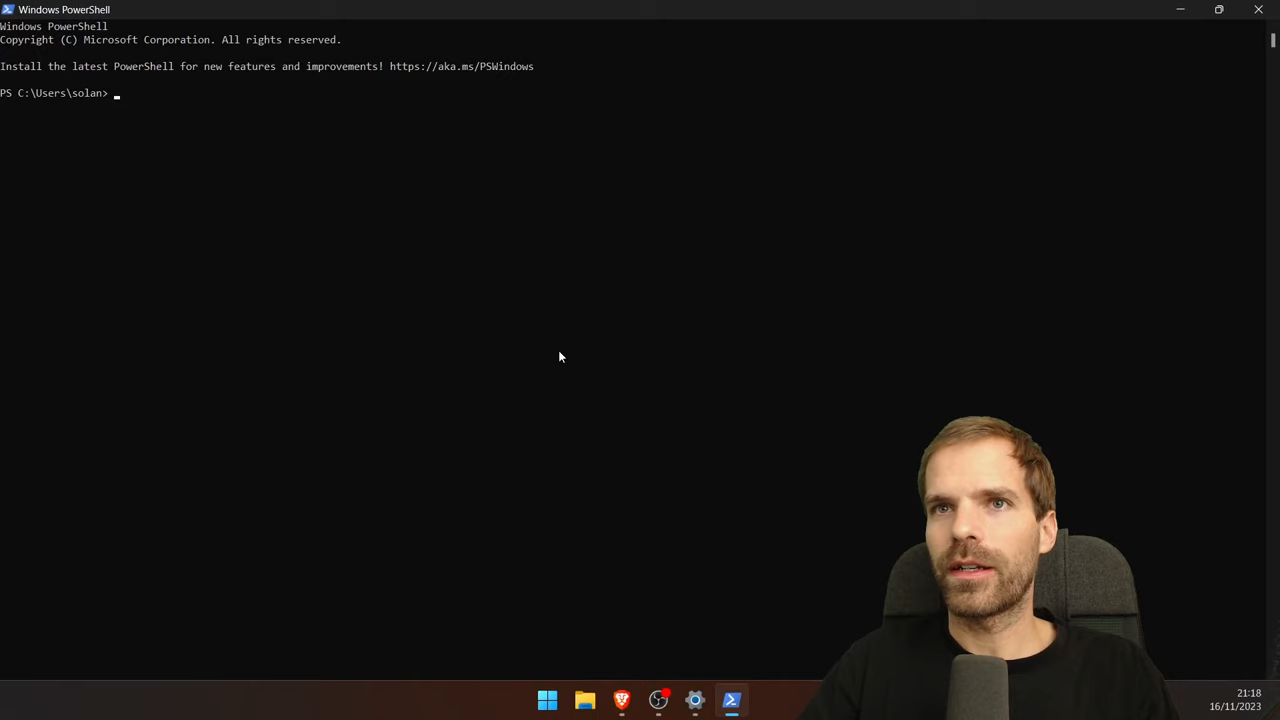 Windows PowerShell
Windows PowerShell
Copyright (C) Microsoft Corporation. All rights reserved.
Install the latest PowerShell for new features and improvements! https://aka.ms/PSWindows
PS C:\Users\solan>
21:18
16/11/2023